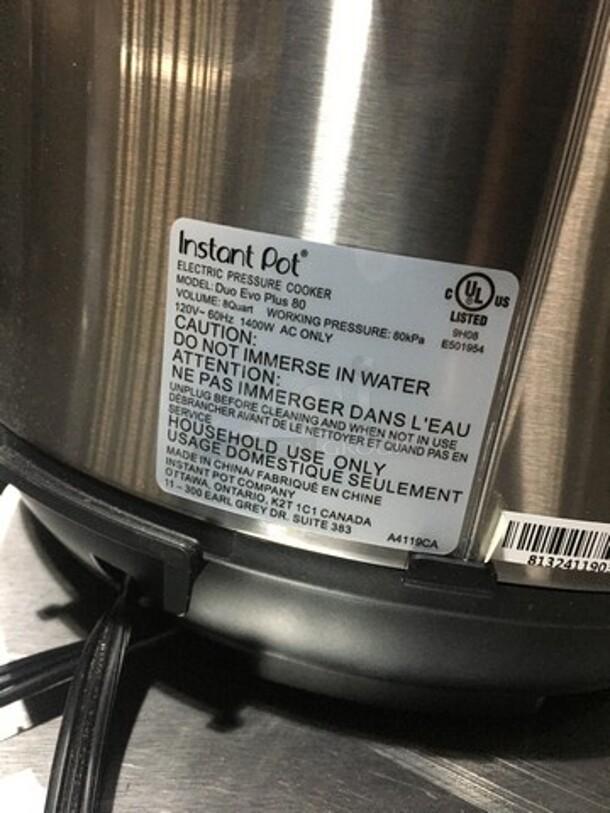 Instant Pot®
ELECTRIC PRESSURE COOKER
MODEL: Duo Evo Plus 80
VOLUME: 8Quart WORKING PRESSURE: 80kPa
120V~ 60Hz 1400W AC ONLY
CAUTION:
DO NOT IMMERSE IN WATER
ATTENTION:
NE PAS IMMERGER DANS L'EAU
UNPLUG BEFORE CLEANING AND WHEN NOT IN USE
DÉBRANCHER AVANT DE LE NETTOYER ET QUAND PAS EN
SERVICE
HOUSEHOLD USE ONLY
USAGE DOMESTIQUE SEULEMENT
MADE IN CHINA/ FABRIQUÉ EN CHINE
INSTANT POT COMPANY
OTTAWA, ONTARIO, K2T 1C1 CANADA
11 – 300 EARL GREY DR. SUITE 383
A4119CA
C UL US
LISTED
9H08
E501954
813241190